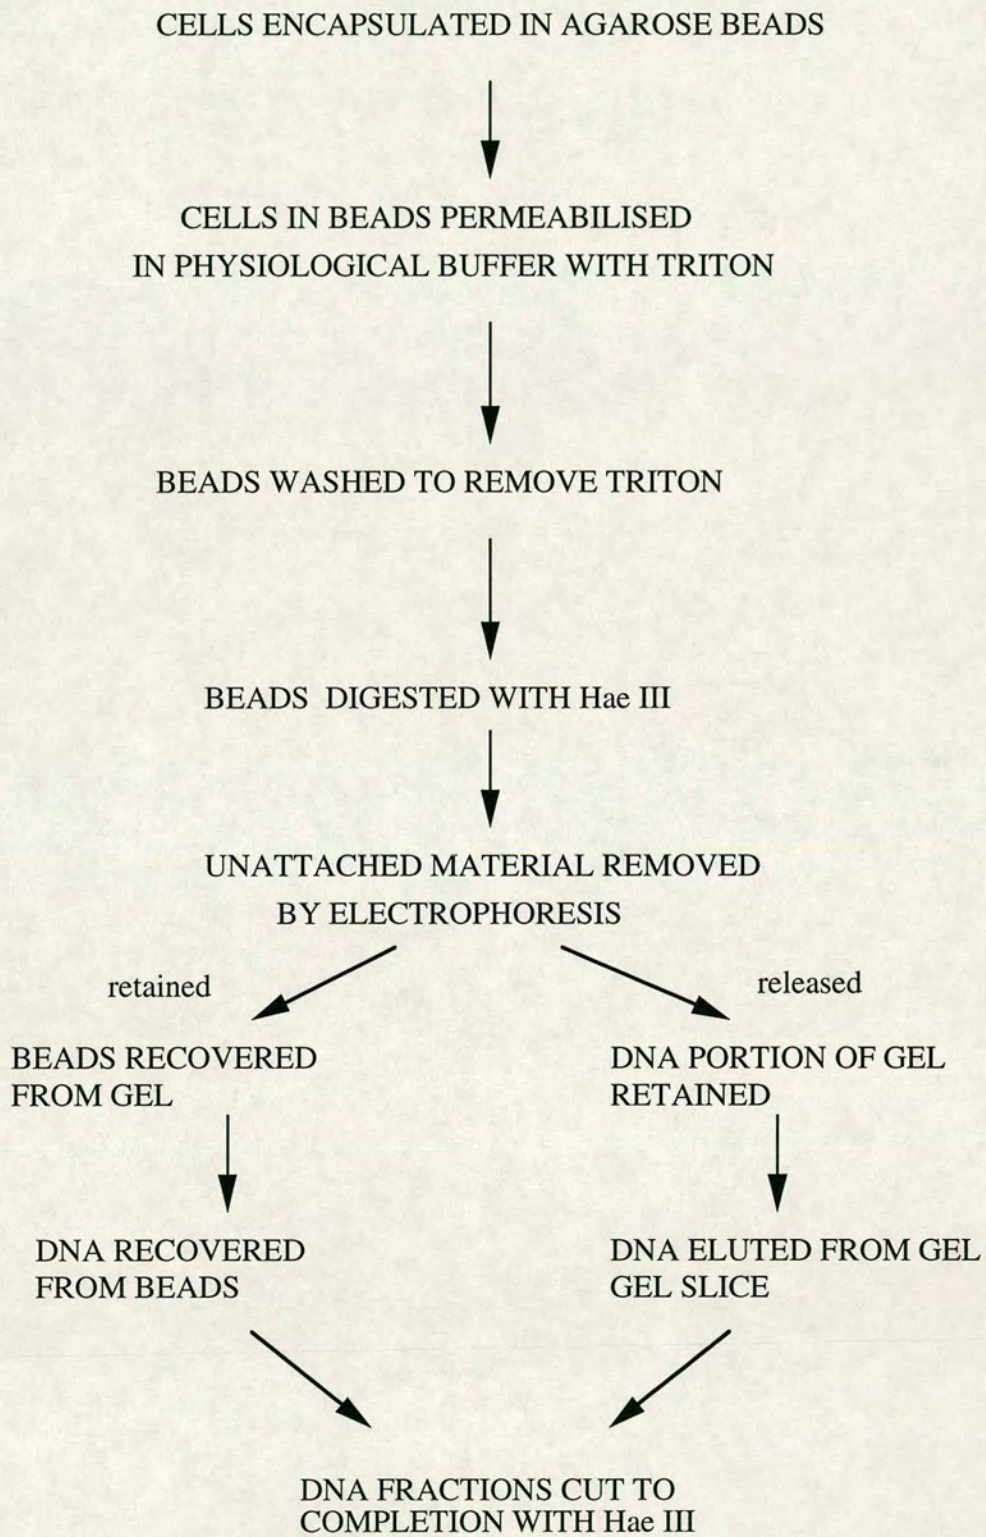 CELLS ENCAPSULATED IN AGAROSE BEADS
CELLS IN BEADS PERMEABILISED
IN PHYSIOLOGICAL BUFFER WITH TRITON
BEADS WASHED TO REMOVE TRITON
BEADS DIGESTED WITH Hae III
UNATTACHED MATERIAL REMOVED
BY ELECTROPHORESIS
retained
released
BEADS RECOVERED
FROM GEL
DNA PORTION OF GEL
RETAINED
DNA RECOVERED
FROM BEADS
DNA ELUTED FROM GEL
GEL SLICE
DNA FRACTIONS CUT TO
COMPLETION WITH Hae III